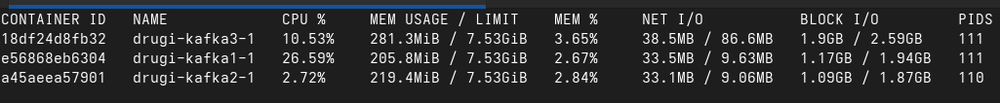 CONTAINER ID   NAME             CPU %     MEM USAGE / LIMIT     MEM %     NET I/O           BLOCK I/O         PIDS
18df24d8fb32   drugi-kafka3-1   10.53%    281.3MiB / 7.53GiB    3.65%     38.5MB / 86.6MB   1.9GB / 2.59GB    111
e56868eb6304   drugi-kafka1-1   26.59%    205.8MiB / 7.53GiB    2.67%     33.5MB / 9.63MB   1.17GB / 1.94GB   111
a45aeea57901   drugi-kafka2-1   2.72%     219.4MiB / 7.53GiB    2.84%     33.1MB / 9.06MB   1.09GB / 1.87GB   110